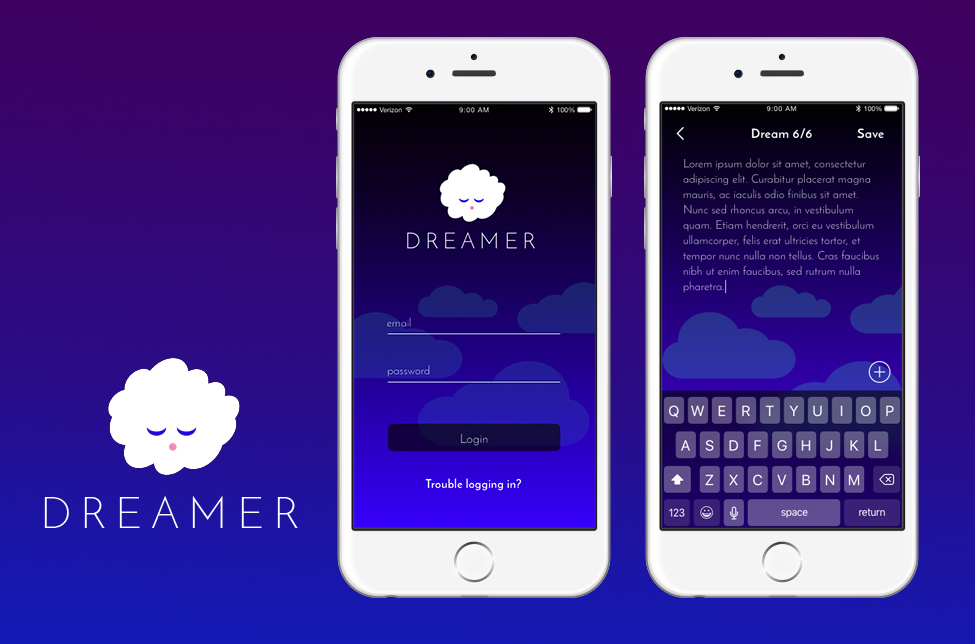 DREAMER
Verizon 9:00 AM 100%
DREAMER
email
password
Login
Trouble logging in?
Verizon 9:00 AM 100%
Dream 6/6 Save
Lorem ipsum dolor sit amet, consectetur
adipiscing elit. Curabitur placerat magna
mauris, ac iaculis odio finibus sit amet.
Nunc sed rhoncus arcu, in vestibulum
quam. Etiam hendrerit, orci eu vestibulum
ullamcorper, felis erat ultricies tortor, et
tempor nunc nulla non tellus. Cras faucibus
nibh ut enim faucibus, sed rutrum nulla
pharetra.
Q W E R T Y U I O P
A S D F G H J K L
Z X C V B N M
123 space return